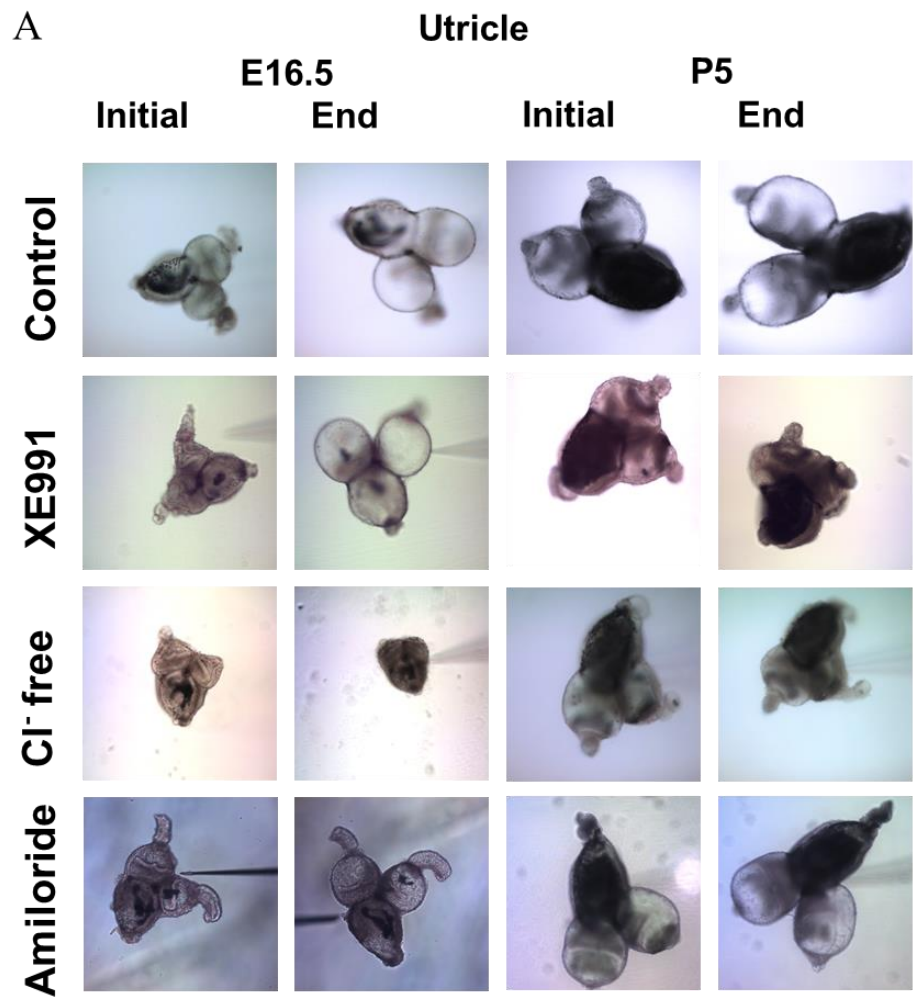 A
Utricle
E16.5 P5
Initial End Initial End
Control
XE991
Cl⁻ free
Amiloride